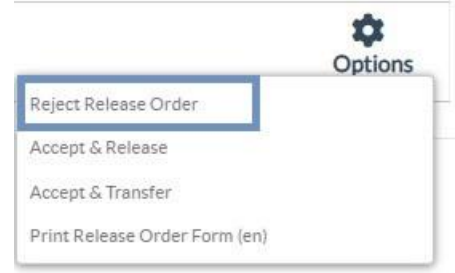 Options
Reject Release Order
Accept & Release
Accept & Transfer
Print Release Order Form (en)